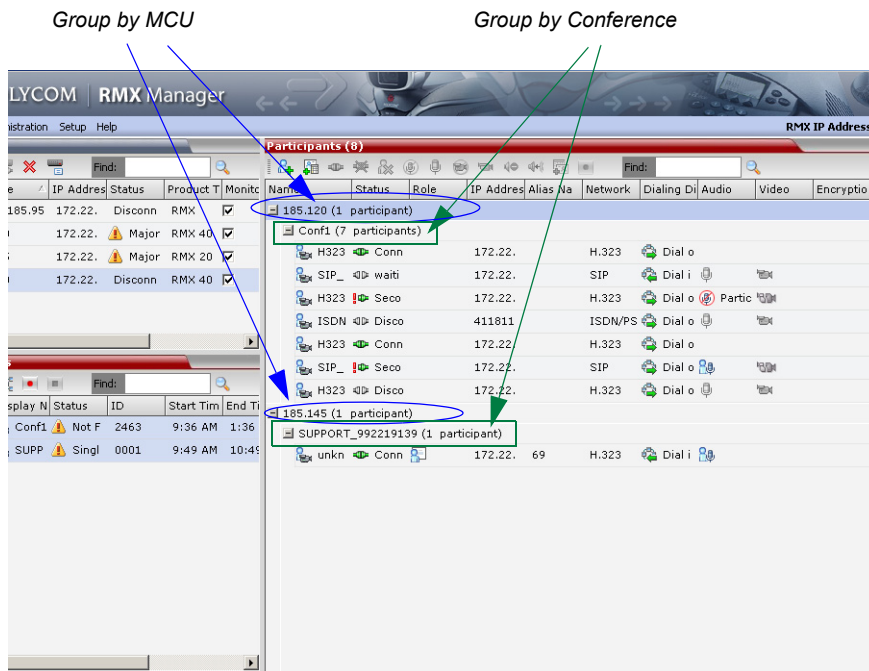 Group by MCU Group by Conference
LYCOM | RMX Manager
nistration Setup Help RMX IP Address
Participants (8)
Find: Find:
e IP Addres Status Product T Monito Name Status Role IP Addres Alias Na Network Dialing Di Audio Video Encryptio
185.95 172.22. Disconn RMX 185.120 (1 participant)
172.22. Major RMX 40 Conf1 (7 participants)
172.22. Major RMX 20 H323 Conn 172.22. H.323 Dial o
172.22. Disconn RMX 40 SIP_ waiti 172.22. SIP Dial i
H323 Seco 172.22. H.323 Dial o Partic
ISDN Disco 411811 ISDN/PS Dial o
H323 Conn 172.22. H.323 Dial o
s
SIP_ Seco 172.22. SIP Dial o
Find: H323 Disco 172.22. H.323 Dial o
splay N Status ID Start Tim End Ti 185.145 (1 participant)
Conf1 Not F 2463 9:36 AM 1:36 SUPPORT_992219139 (1 participant)
SUPP Singl 0001 9:49 AM 10:49 unkn Conn 172.22. 69 H.323 Dial i